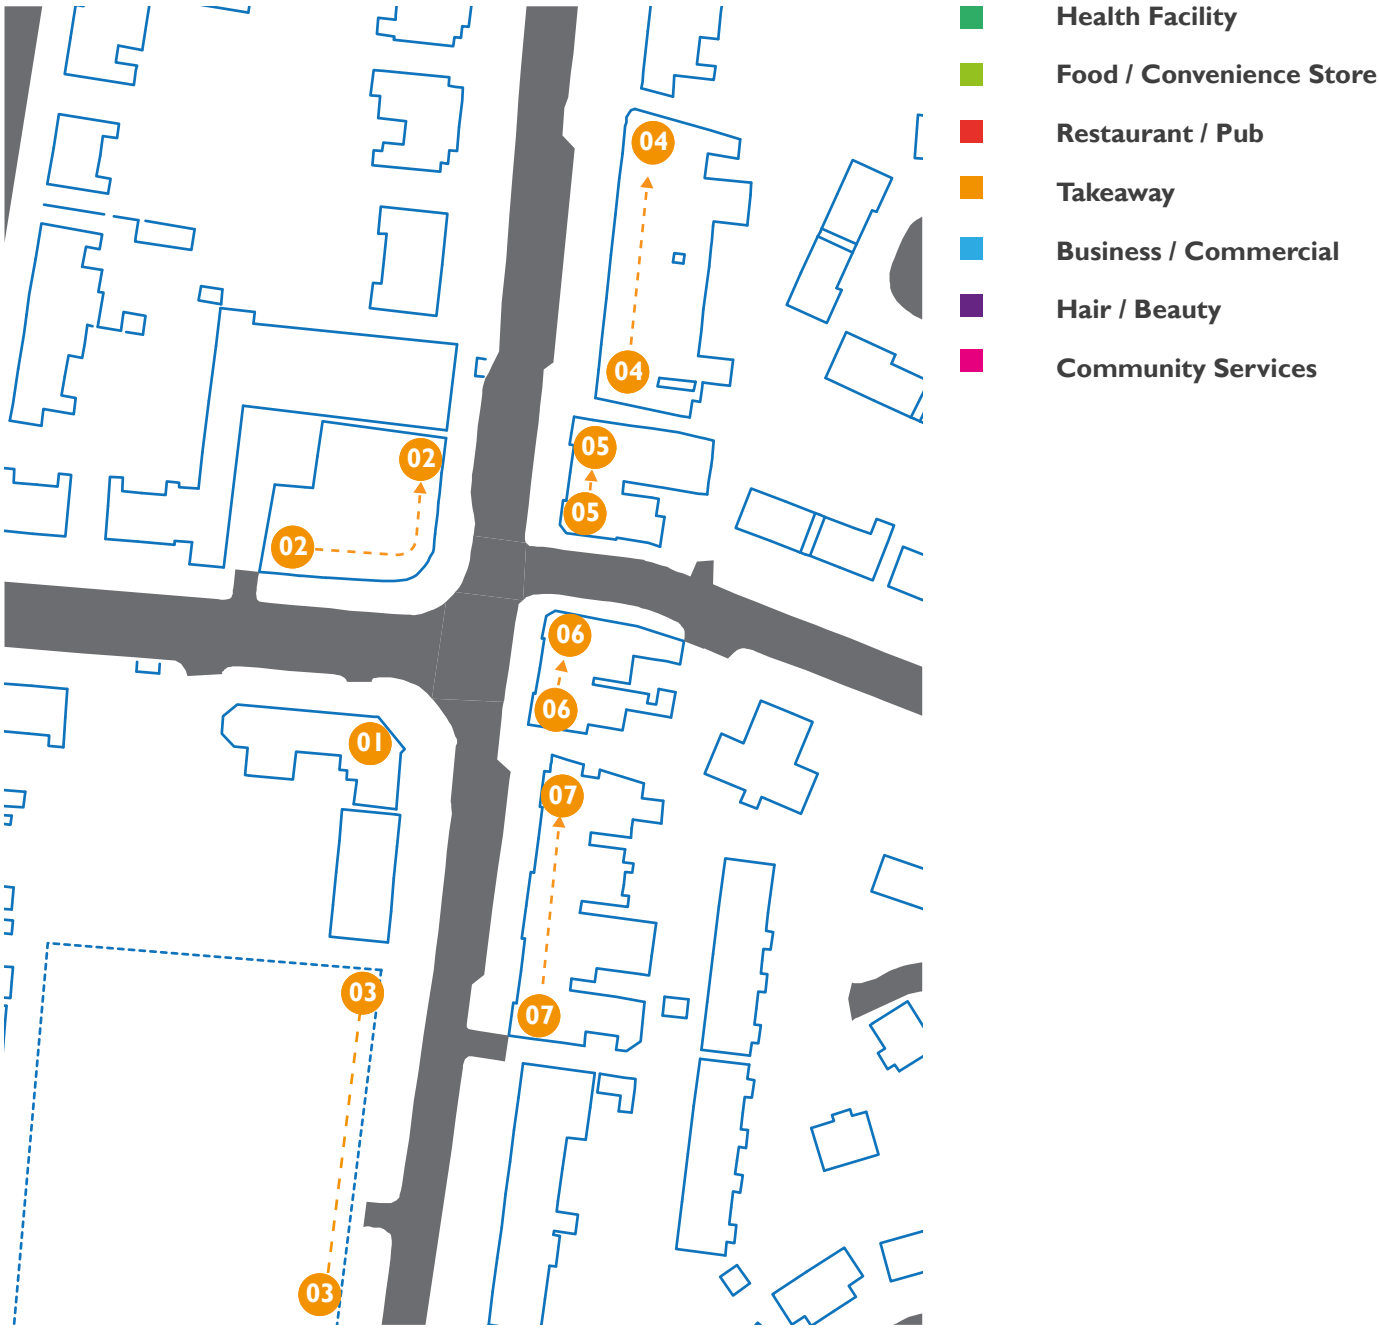 Health Facility
Food / Convenience Store
Restaurant / Pub
Takeaway
Business / Commercial
Hair / Beauty
Community Services
04
04
05
02
05
02
06
06
01
07
03
07
03